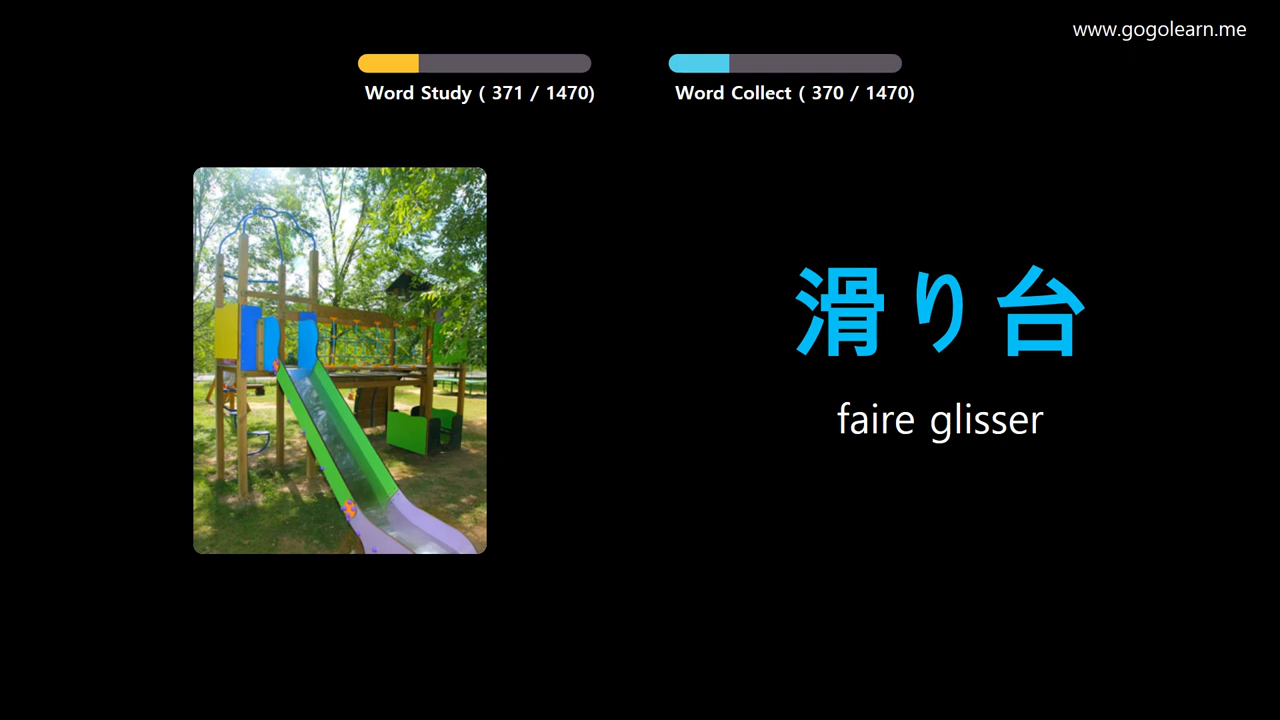 www.gogolearn.me
Word Study ( 371 / 1470)
Word Collect ( 370 / 1470)
滑り台
faire glisser